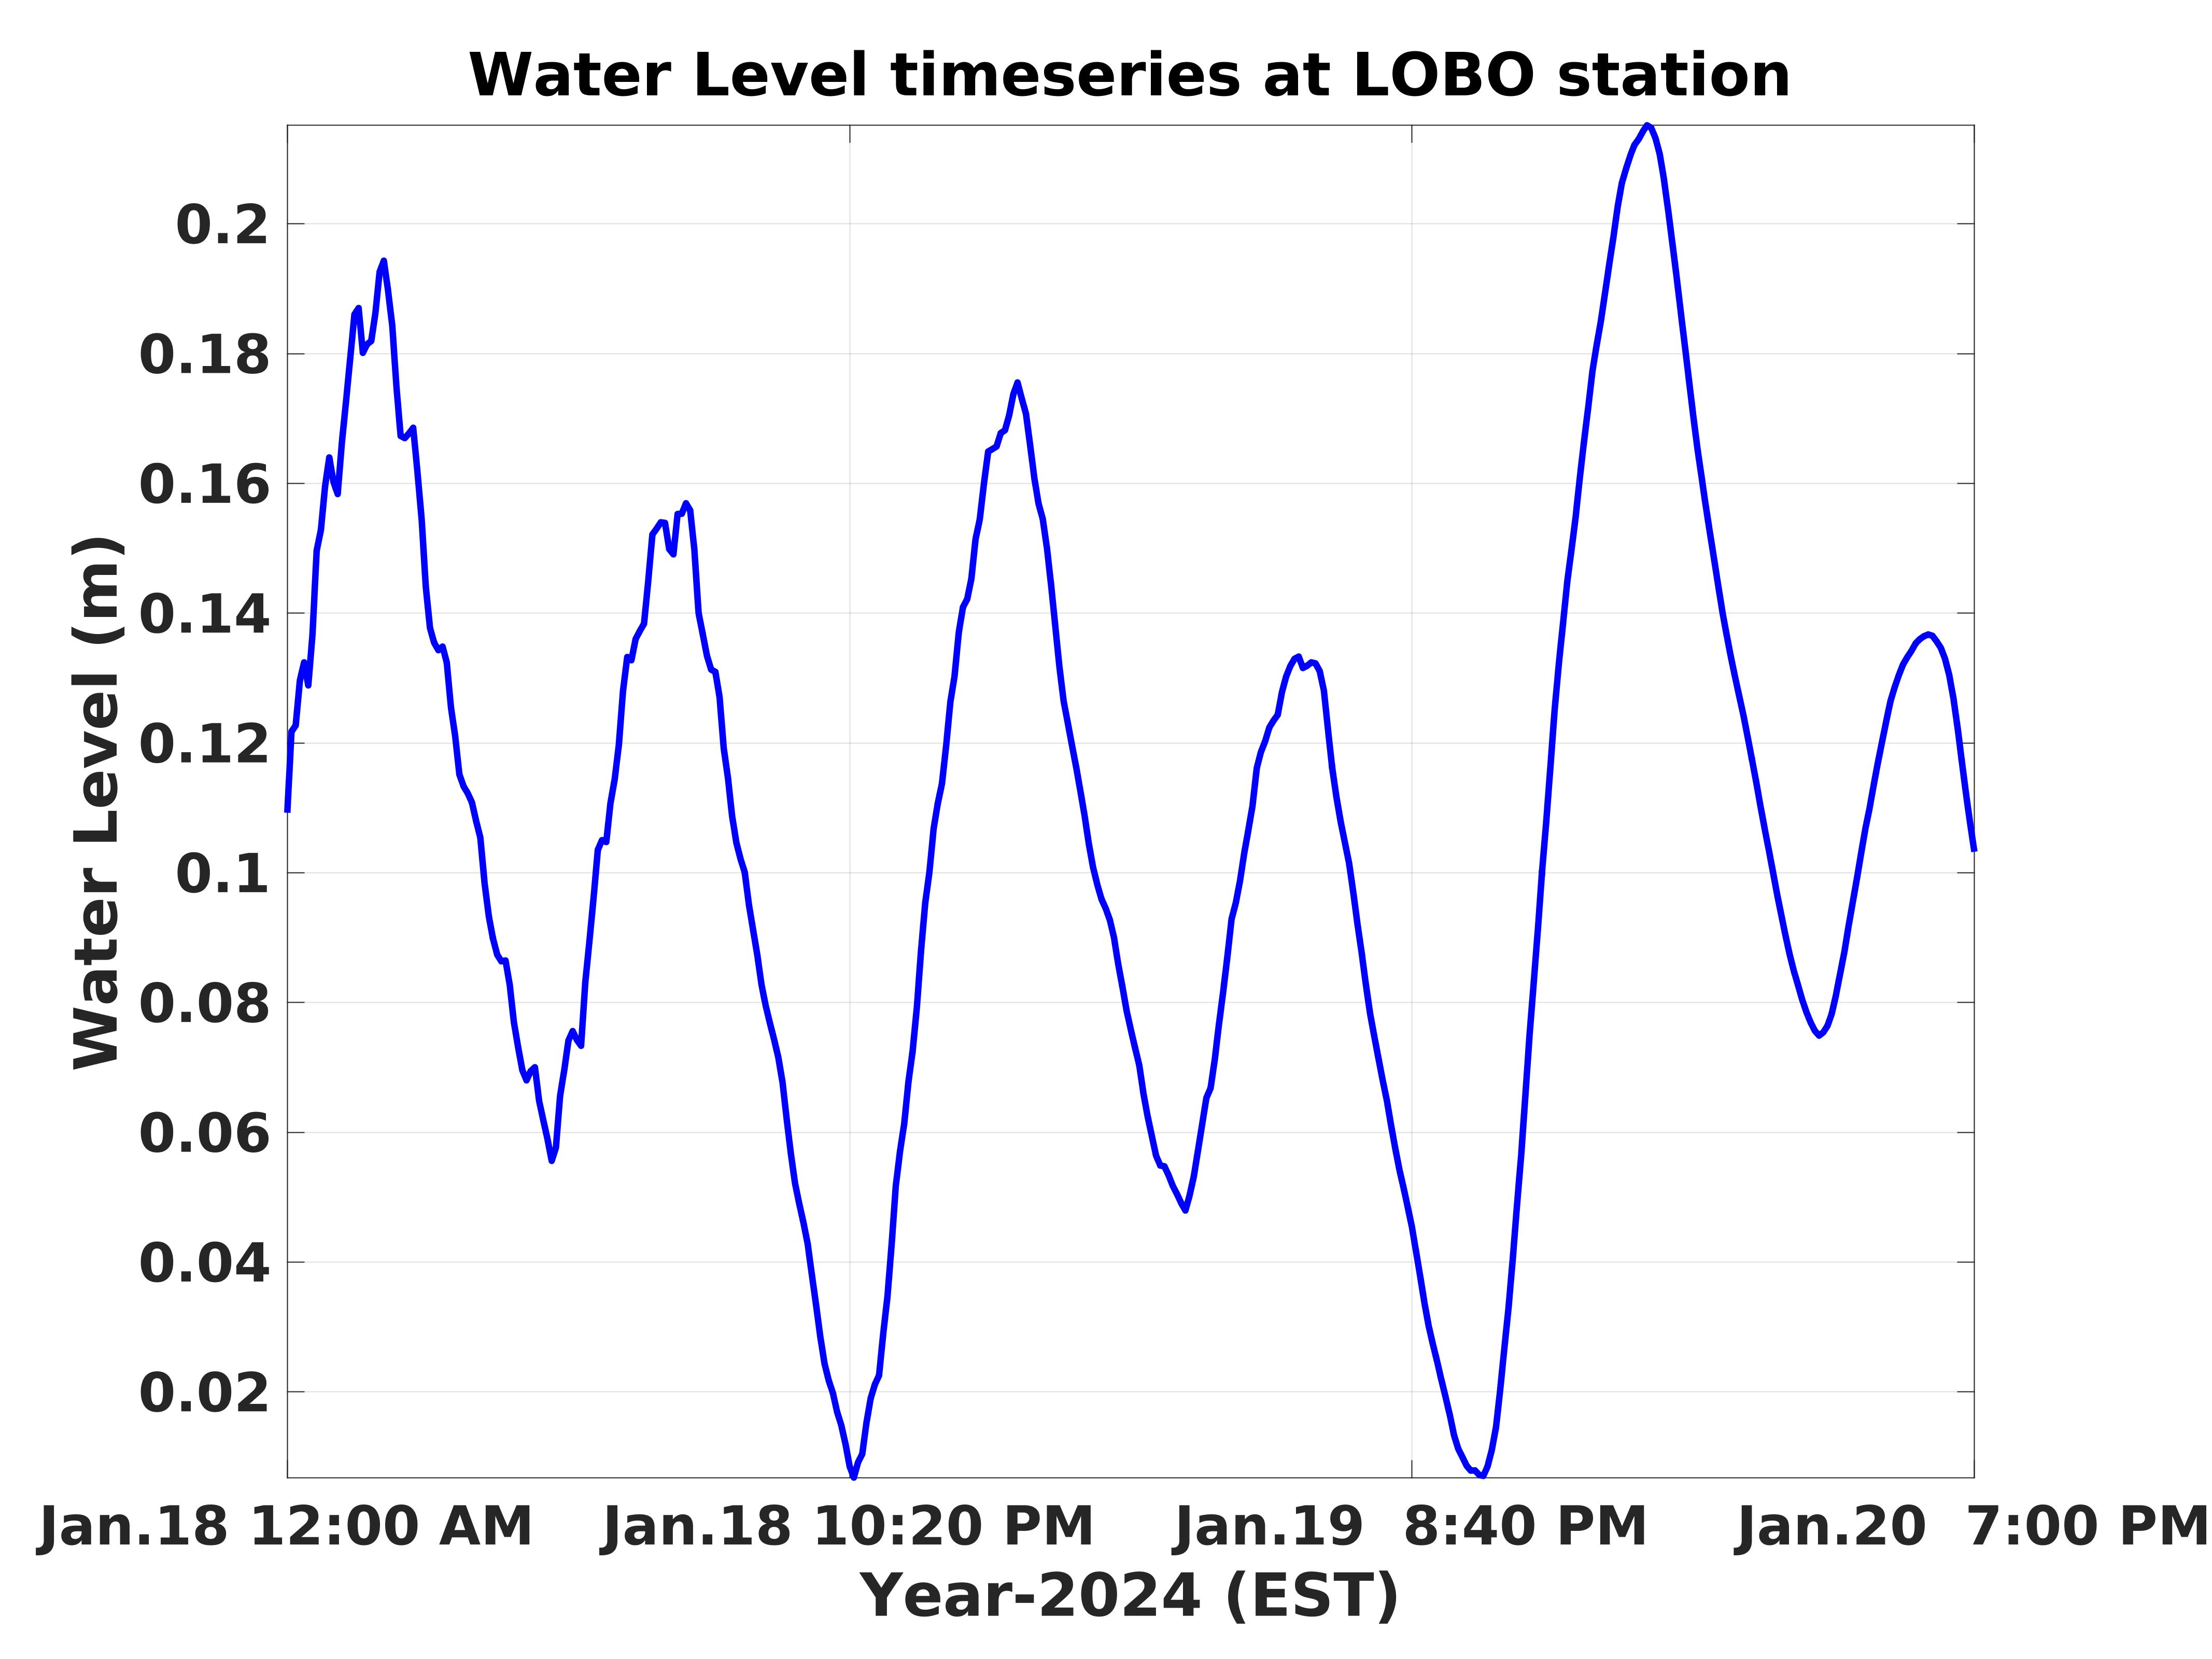 Water Level timeseries at LOBO station
Water Level (m)
0.2
0.18
0.16
0.14
0.12
0.1
0.08
0.06
0.04
0.02
Jan.18 12:00 AM Jan.18 10:20 PM Jan.19 8:40 PM Jan.20 7:00 PM
Year-2024 (EST)